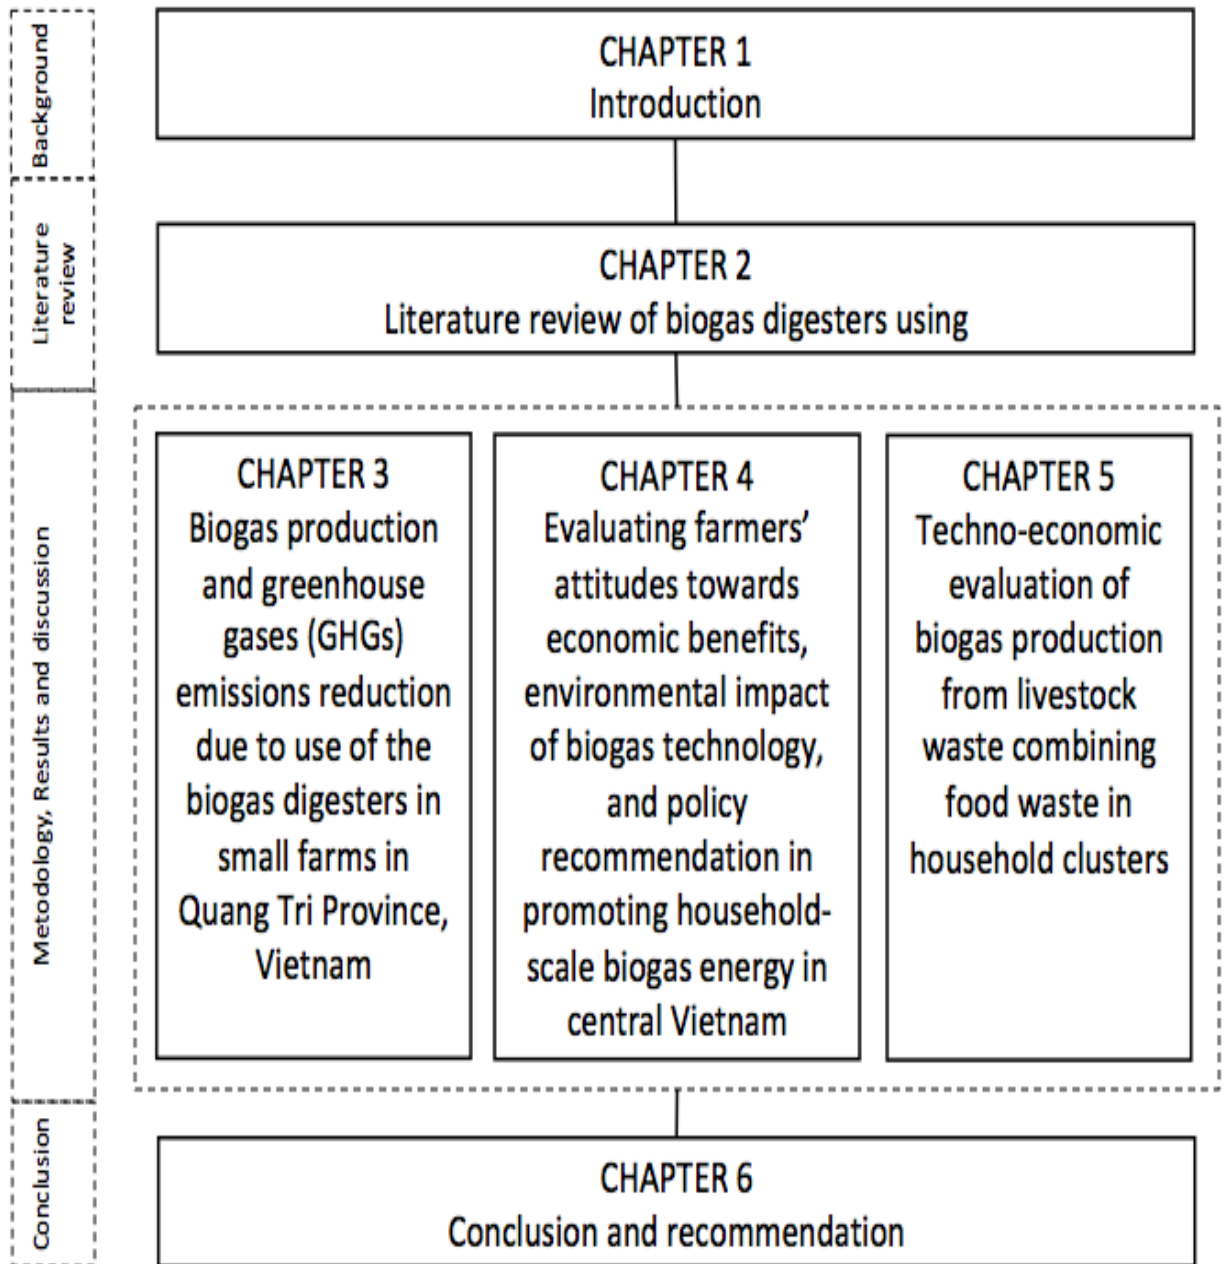 Background
CHAPTER 1
Introduction
Literature
review
CHAPTER 2
Literature review of biogas digesters using
Metodology, Results and discussion
CHAPTER 3
Biogas production
and greenhouse
gases (GHGs)
emissions reduction
due to use of the
biogas digesters in
small farms in
Quang Tri Province,
Vietnam
CHAPTER 4
Evaluating farmers’
attitudes towards
economic benefits,
environmental impact
of biogas technology,
and policy
recommendation in
promoting household-
scale biogas energy in
central Vietnam
CHAPTER 5
Techno-economic
evaluation of
biogas production
from livestock
waste combining
food waste in
household clusters
Conclusion
CHAPTER 6
Conclusion and recommendation